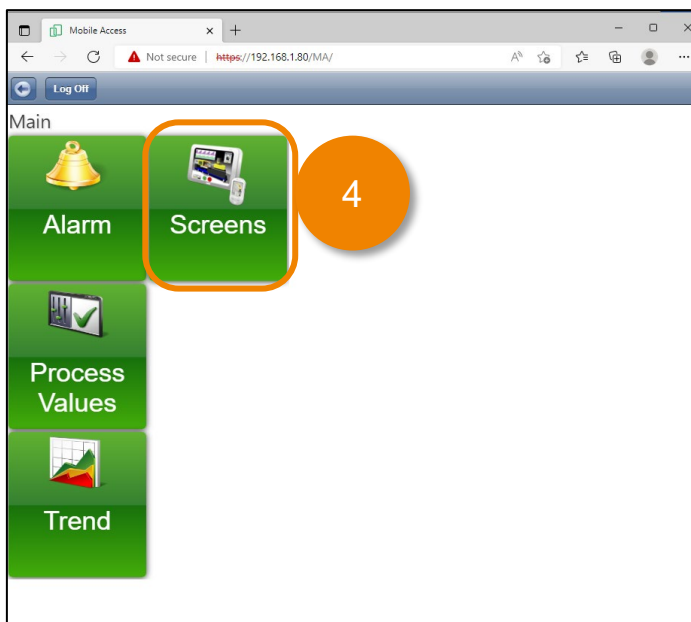 Mobile Access
Not secure | https://192.168.1.80/MA/
Log Off
Main
Alarm
Screens
4
Process
Values
Trend